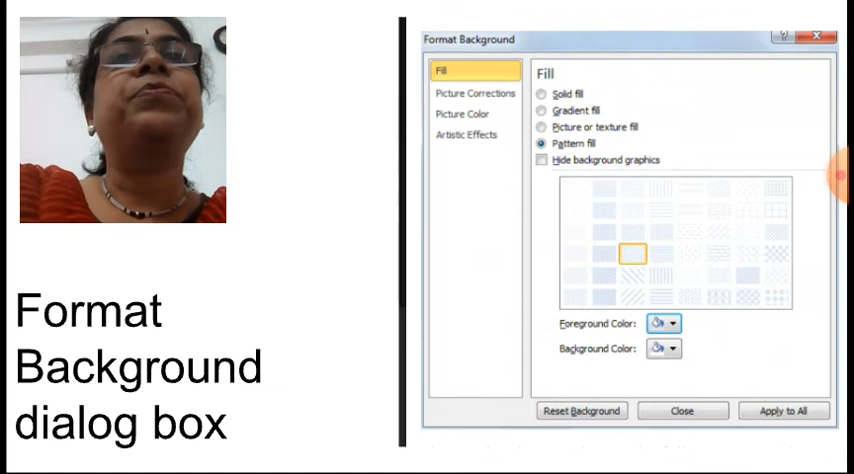 Format
Background
dialog box
Format Background
Fill
Picture Corrections
Picture Color
Artistic Effects
Fill
Solid fill
Gradient fill
Picture or texture fill
Pattern fill
Hide background graphics
Foreground Color:
Background Color:
Reset Background
Close
Apply to All